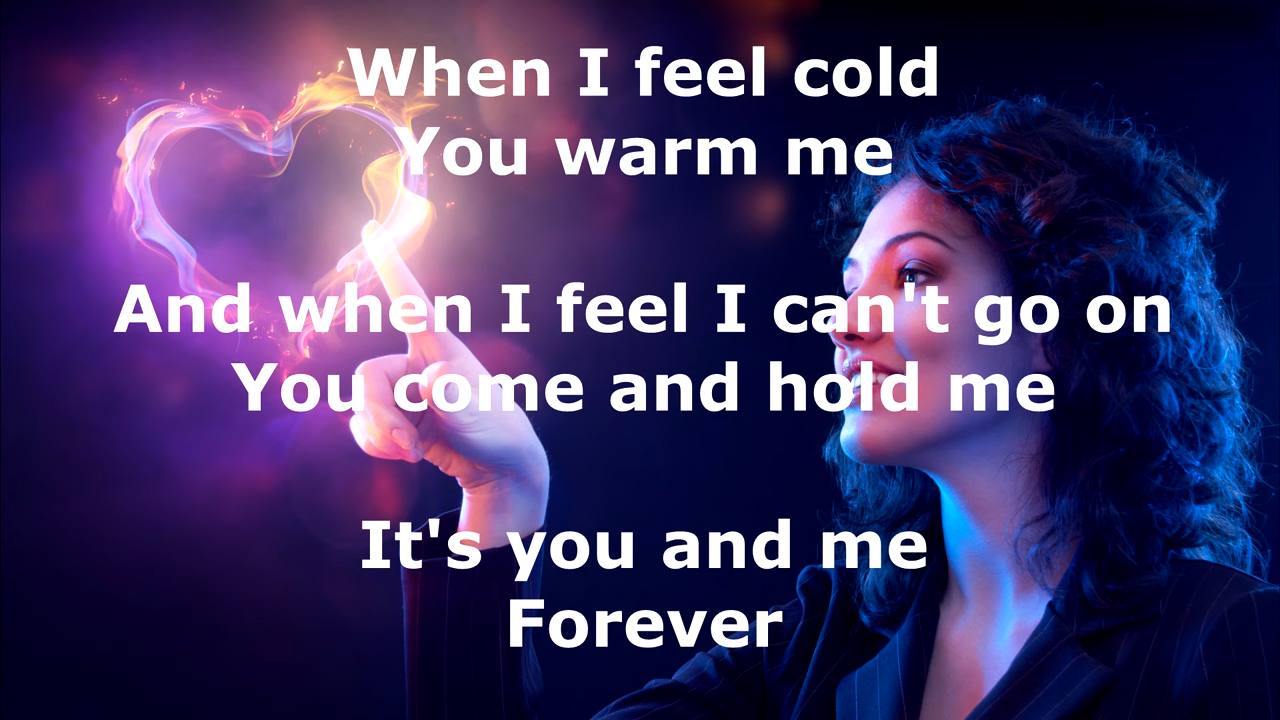 When I feel cold
You warm me
And when I feel I can't go on
You come and hold me
It's you and me
Forever